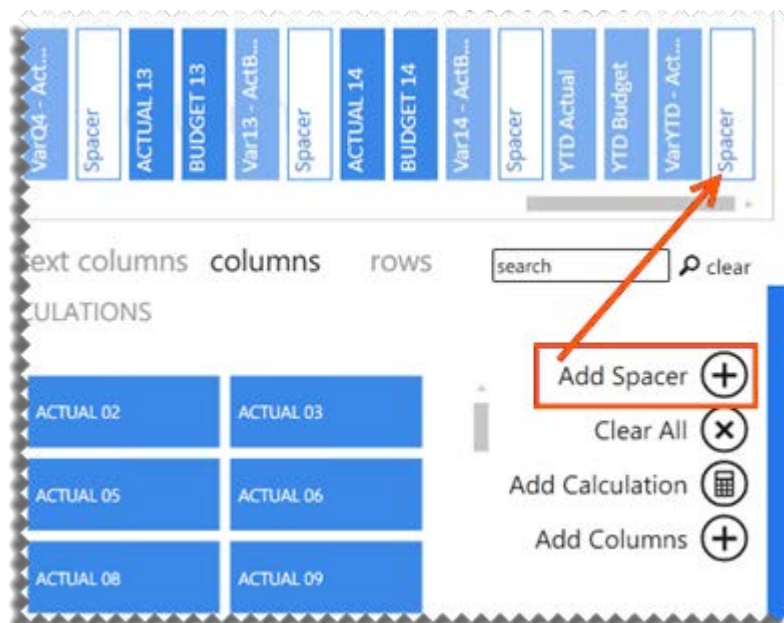 VarQ4 - Act...
Spacer
ACTUAL 13
BUDGET 13
Var13 - ActB...
Spacer
ACTUAL 14
BUDGET 14
Var14 - ActB...
Spacer
YTD Actual
YTD Budget
VarYTD - Act...
Spacer
ext columns columns rows
search clear
CULATIONS
Add Spacer
ACTUAL 02 ACTUAL 03
Clear All
Add Calculation
ACTUAL 05 ACTUAL 06
Add Columns
ACTUAL 08 ACTUAL 09